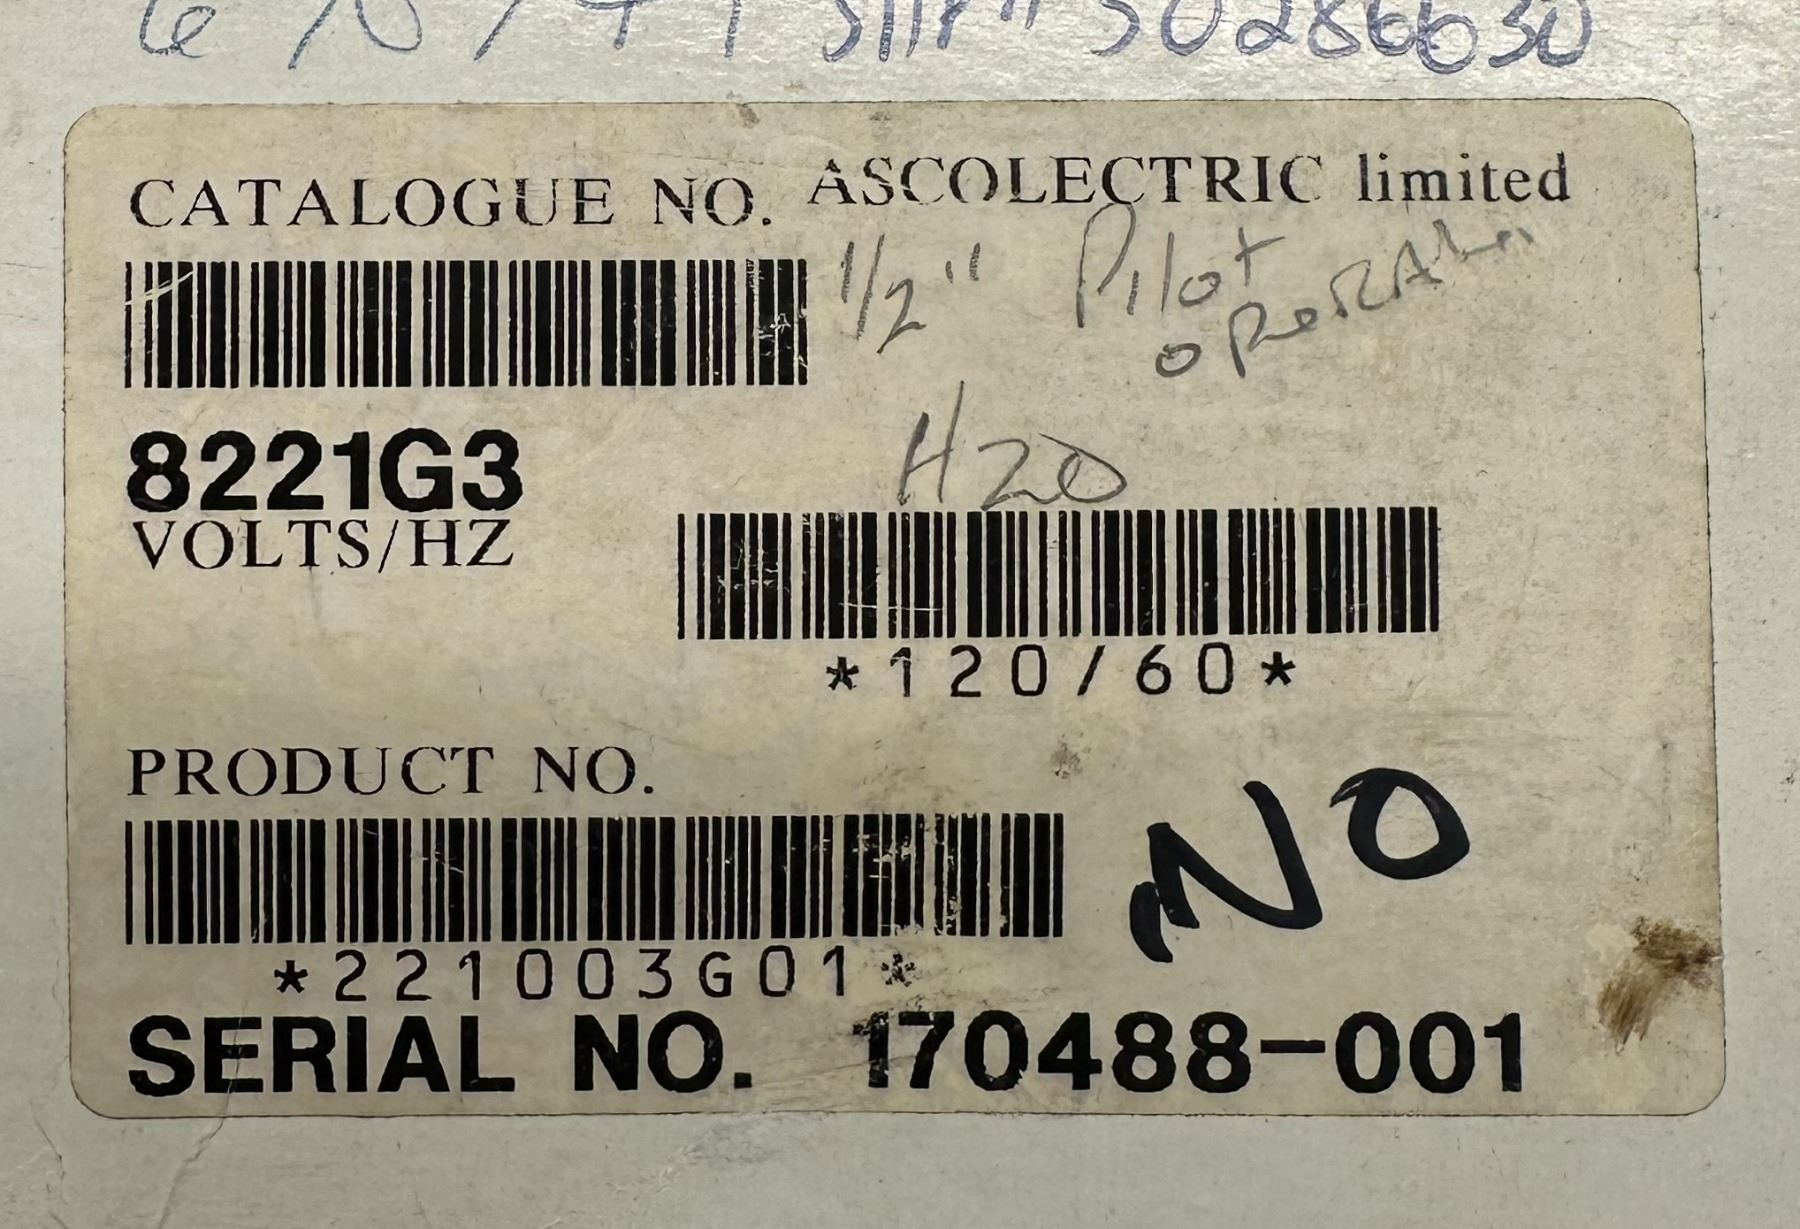 30286630
CATALOGUE NO. ASCOLECTRIC limited
1/2" Pilot
8221G3
H20
VOLTS/HZ
*120/60*
PRODUCT NO.
NO
*221003G01*
SERIAL NO. 170488-001